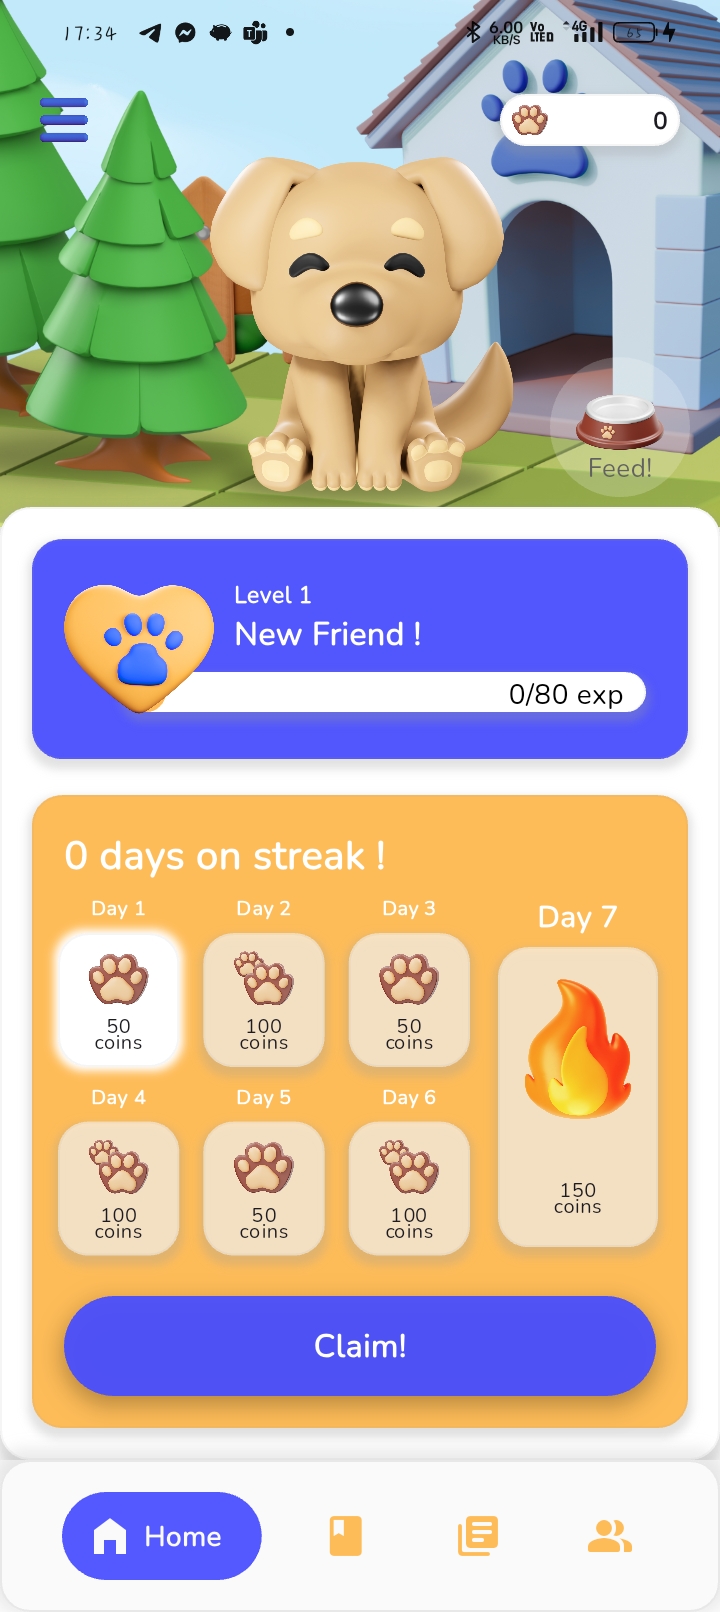 17:34
6.00
KB/S
Vo
LTE
4G
65
0
Feed!
Level 1
New Friend !
0/80 exp
0 days on streak !
Day 1
Day 2
Day 3
Day 7
50
coins
100
coins
50
coins
Day 4
Day 5
Day 6
150
coins
100
coins
50
coins
100
coins
Claim!
Home